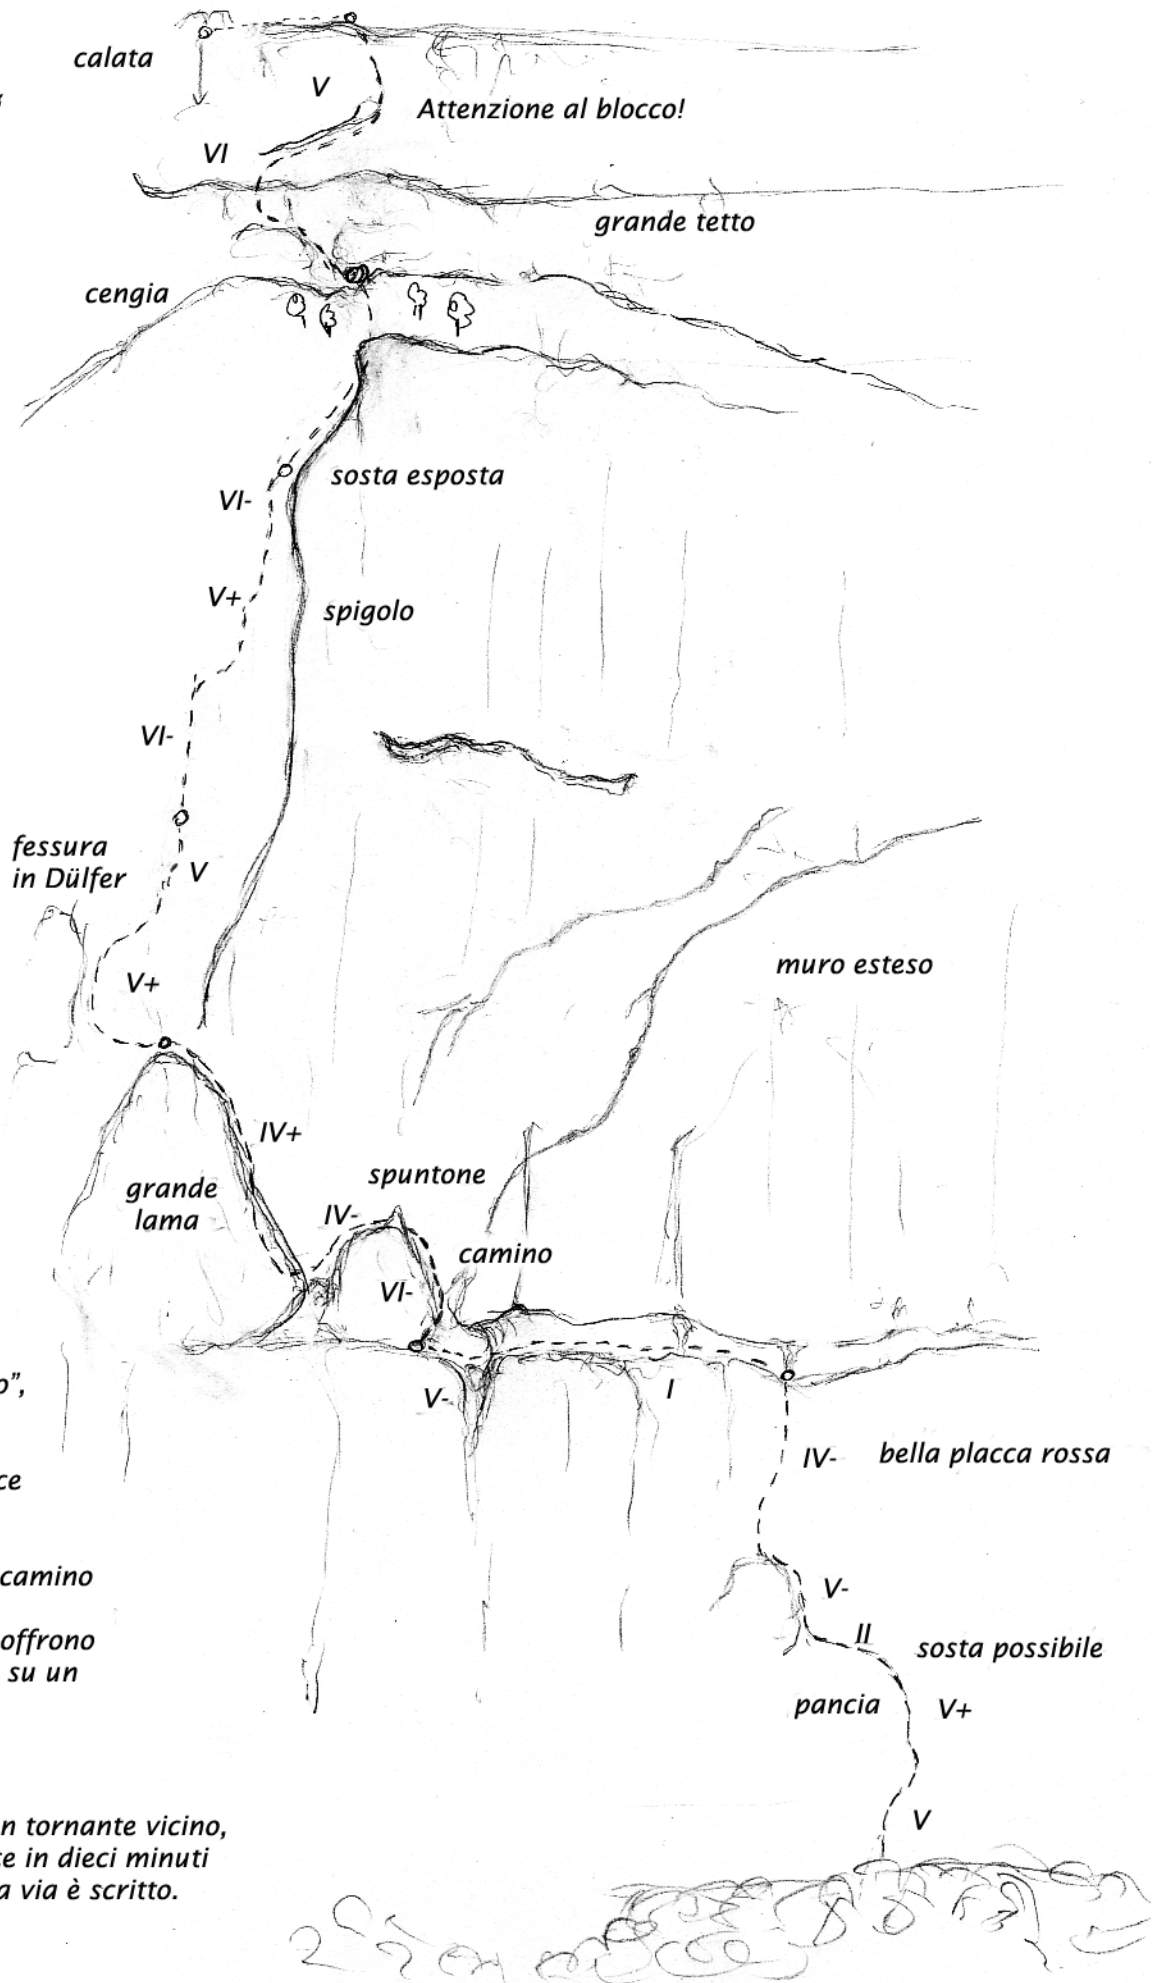 calata
V
Attenzione al blocco!
VI
grande tetto
cengia
sosta esposta
VI-
V+
spigolo
VI-
fessura
in Dülfer
V
muro esteso
V+
IV+
spuntone
grande
lama
IV-
camino
VI-
o”,
V-
I
IV-
bella placca rossa
ce
camino
V-
offrono
II
sosta possibile
su un
pancia
V+
n tornante vicino,
V
e in dieci minuti
a via è scritto.